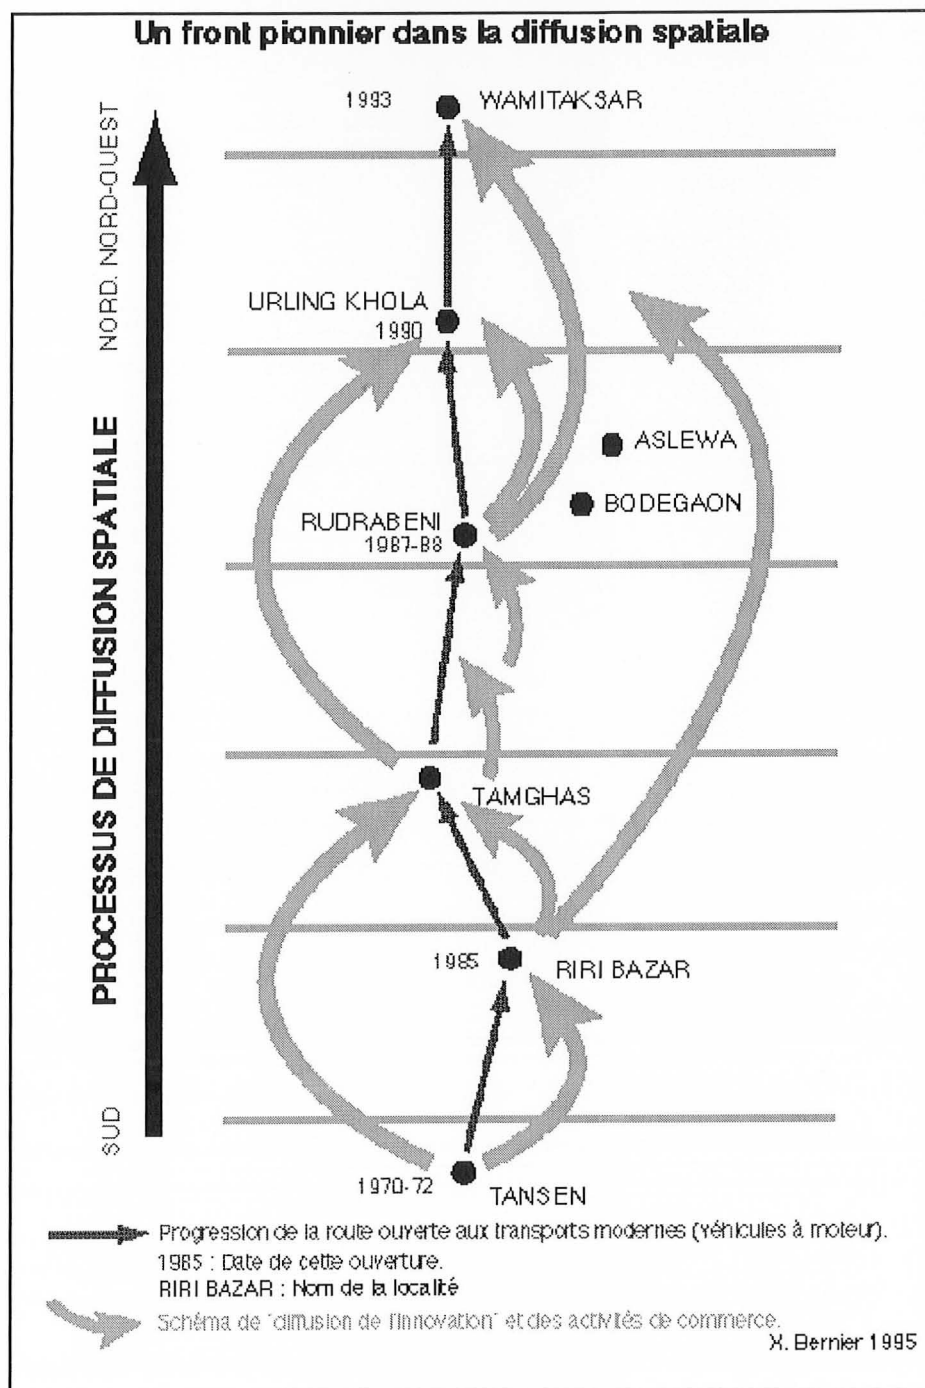 Un front pionnier dans la diffusion spatiale
1993
WAMITAKSAR
NORD. NORD-OUEST
URLING KHOLA
1990
ASLEWA
BODEGAON
RUDRABENI
1987-88
PROCESSUS DE DIFFUSION SPATIALE
TAMGHAS
1985
RIRI BAZAR
SUD
1970-72
TANSEN
Progression de la route ouverte aux transports modernes (véhicules à moteur).
1985 : Date de cette ouverture.
RIRI BAZAR : Nom de la localité
Schéma de "diffusion de l'innovation" et des activités de commerce.
X. Bernier 1995